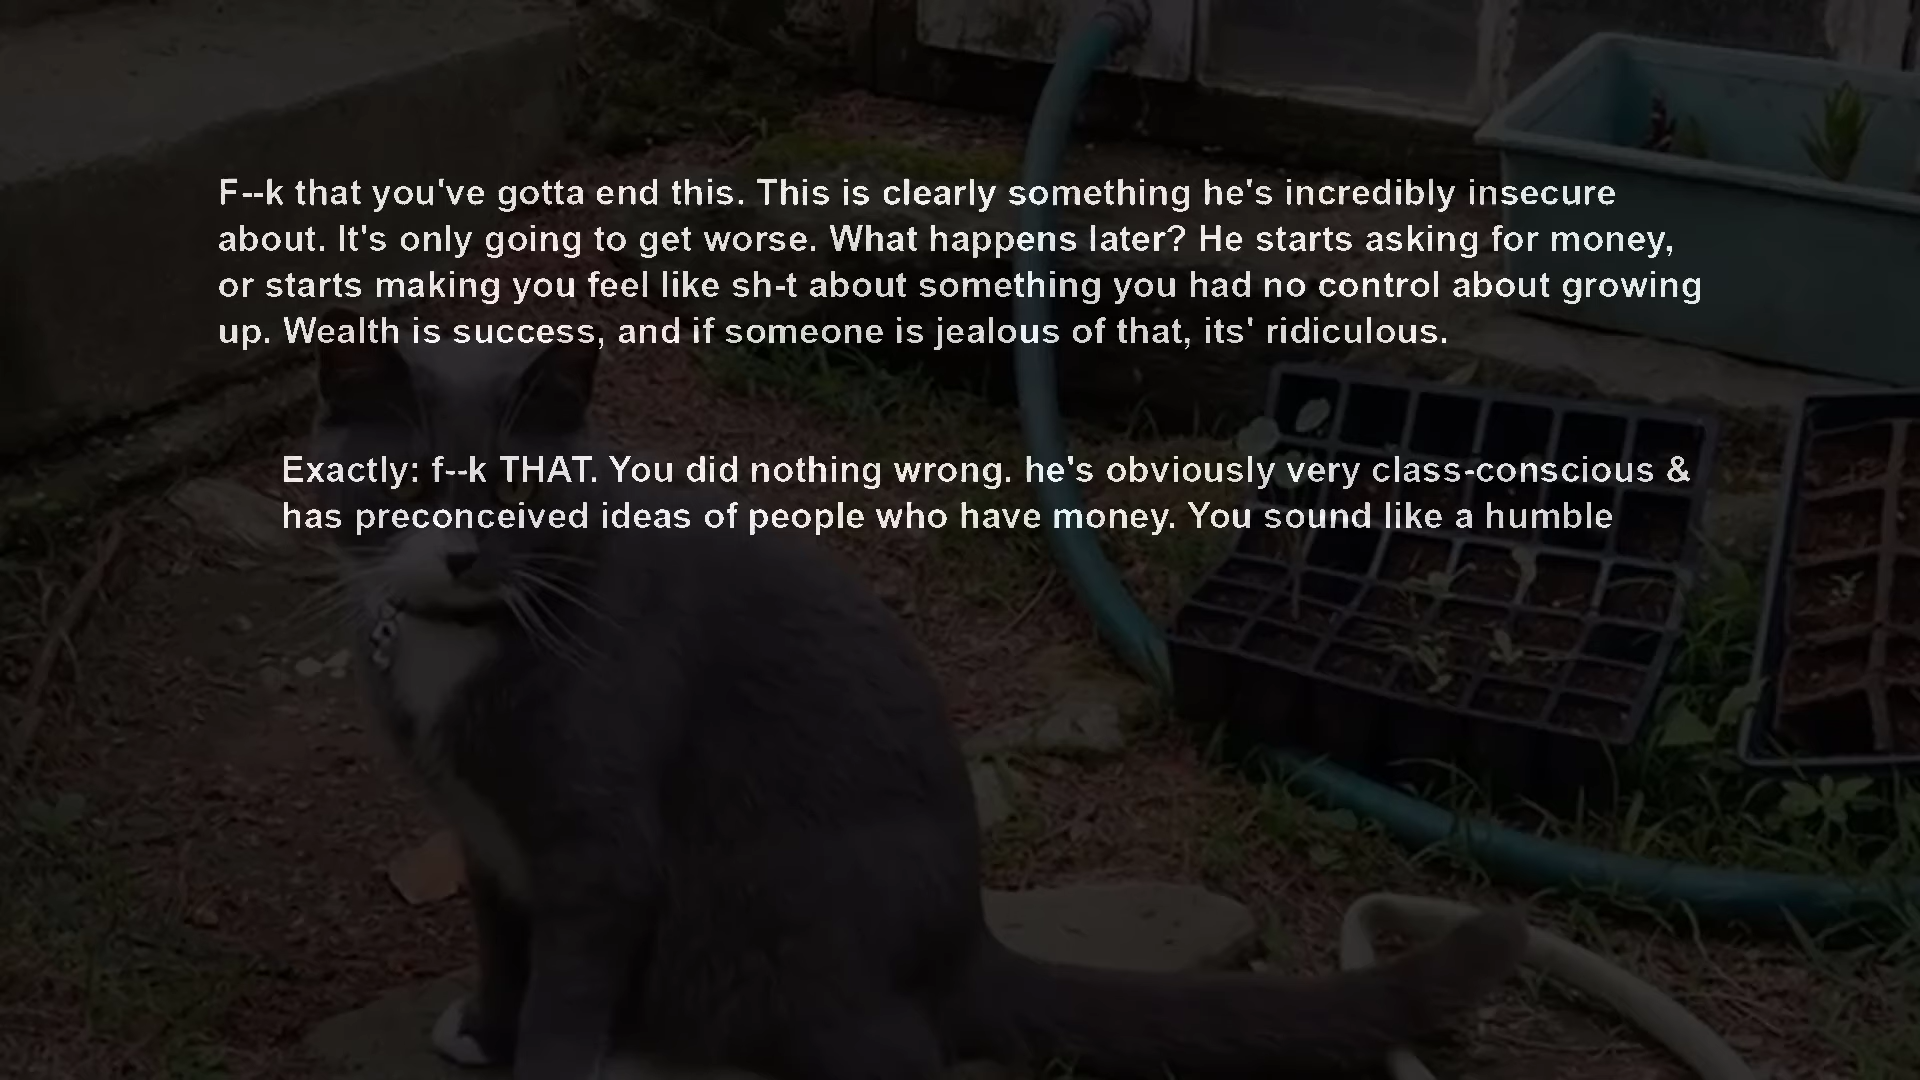 F--k that you've gotta end this. This is clearly something he's incredibly insecure
about. It's only going to get worse. What happens later? He starts asking for money,
or starts making you feel like sh-t about something you had no control about growing
up. Wealth is success, and if someone is jealous of that, its' ridiculous.
Exactly: f--k THAT. You did nothing wrong. he's obviously very class-conscious &
has preconceived ideas of people who have money. You sound like a humble